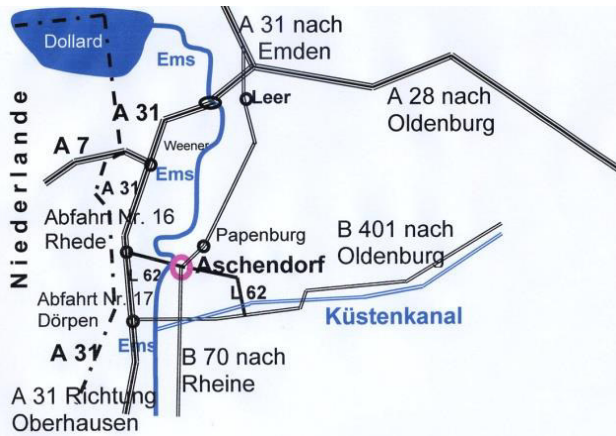 Dollard
Ems
A 31 nach
Emden
Leer
A 28 nach
Oldenburg
Niederlande
A 31
A 7
Weener
Ems
A 31
Abfahrt Nr. 16
Rhede
Papenburg
Aschendorf
B 401 nach
Oldenburg
L 62
L 62
Abfahrt Nr. 17
Dörpen
Küstenkanal
Ems
A 31
B 70 nach
Rheine
A 31 Richtung
Oberhausen